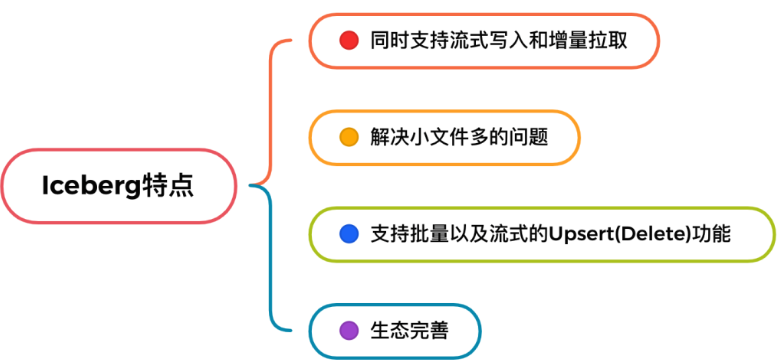 Iceberg特点
同时支持流式写入和增量拉取
解决小文件多的问题
支持批量以及流式的Upsert(Delete)功能
生态完善